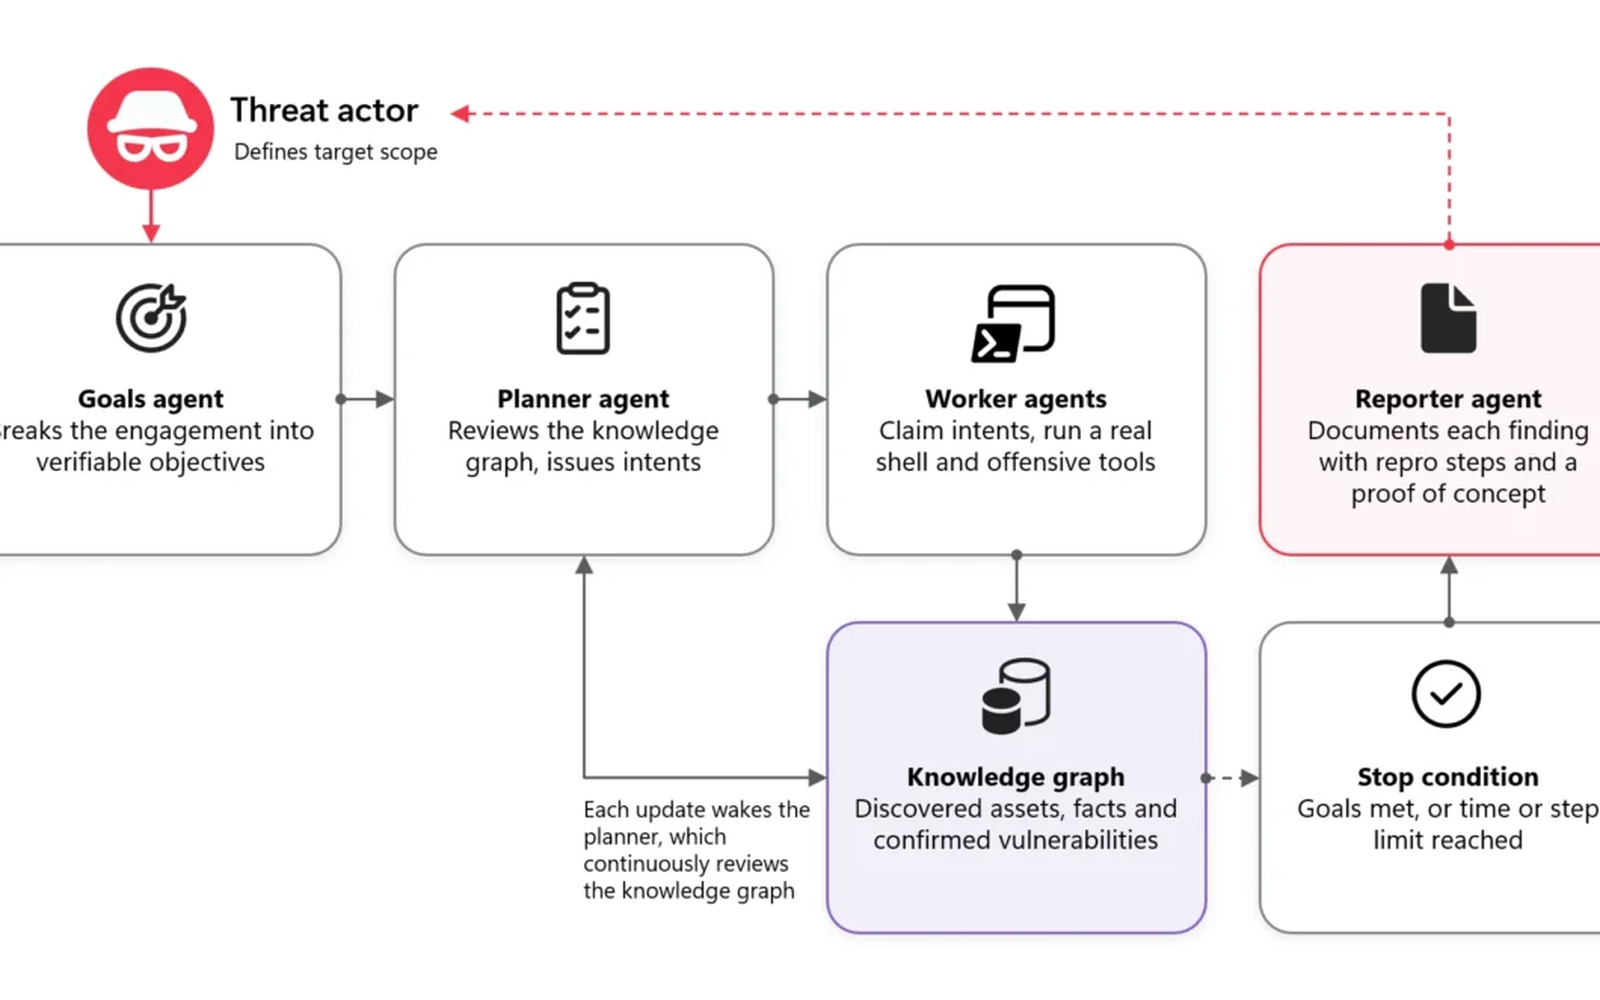 Threat actor
Defines target scope
Goals agent
reaks the engagement into
verifiable objectives
Planner agent
Reviews the knowledge
graph, issues intents
Worker agents
Claim intents, run a real
shell and offensive tools
Reporter agent
Documents each finding
with repro steps and a
proof of concept
Each update wakes the
planner, which
continuously reviews
the knowledge graph
Knowledge graph
Discovered assets, facts and
confirmed vulnerabilities
Stop condition
Goals met, or time or step
limit reached